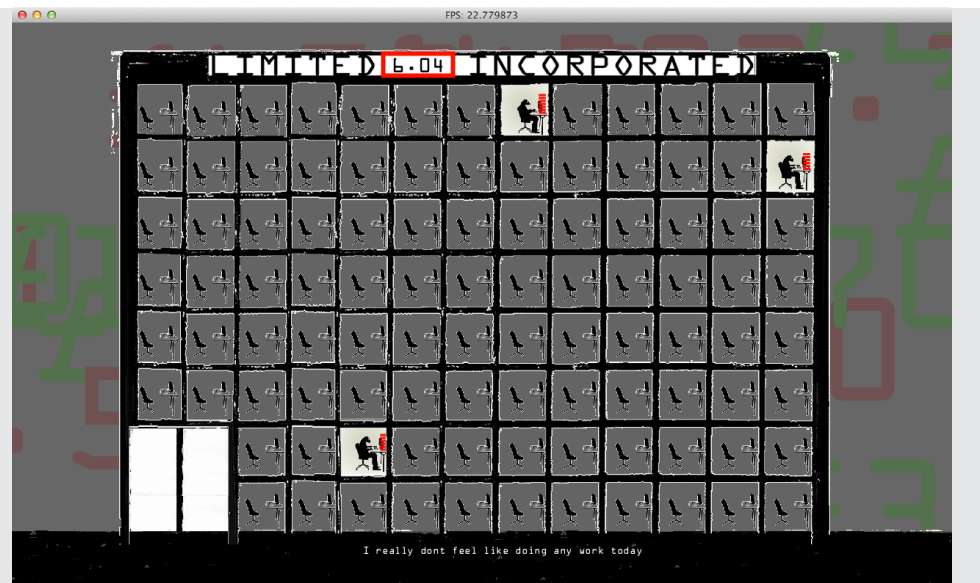 FPS: 22.779873
LIMITED 6.04 INCORPORATED
I really dont feel like doing any work today